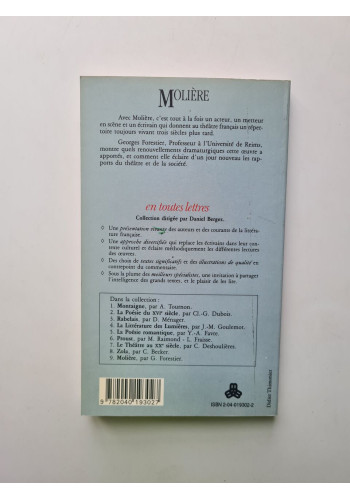 MOLIÈRE
Avec Molière, c'est tout à la fois un acteur, un metteur
en scène et un écrivain qui donnent au théâtre français un réper-
toire toujours vivant trois siècles plus tard.
Georges Forestier, Professeur à l'Université de Reims,
montre quels renouvellements dramaturgiques cette œuvre a
apportés, et comment elle éclaire d'un jour nouveau les rap-
ports du théâtre et de la société.
en toutes lettres
Collection dirigée par Daniel Bergez.
Une présentation vivante des auteurs et des courants de la littéra-
ture française.
Une approche diversifiée qui replace les écrivains dans leur con-
texte culturel et éclaire méthodiquement les différentes lectures
des œuvres.
Des choix de textes significatifs et des illustrations de qualité en
contrepoint du commentaire.
Sous la plume des meilleurs spécialistes, une invitation à partager
l'intelligence des grands textes, et le plaisir de les lire.
Dans la collection :
1. Montaigne, par A. Tournon.
2. La Poésie du XVIe siècle, par Cl.-G. Dubois.
3. Rabelais, par D. Ménager.
4. La Littérature des Lumières, par J.-M. Goulemot.
5. La Poésie romantique, par Y.-A. Favre.
6. Proust, par M. Raimond - L. Fraisse.
7. Le Théâtre au XXe siècle, par C. Deshoulières.
8. Zola, par C. Becker.
9. Molière, par G. Forestier.
9 782040 193027
ISBN 2-04-019302-2